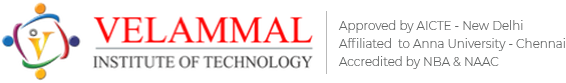 V
VELAMMAL
INSTITUTE OF TECHNOLOGY
Approved by AICTE - New Delhi
Affiliated to Anna University - Chennai
Accredited by NBA & NAAC